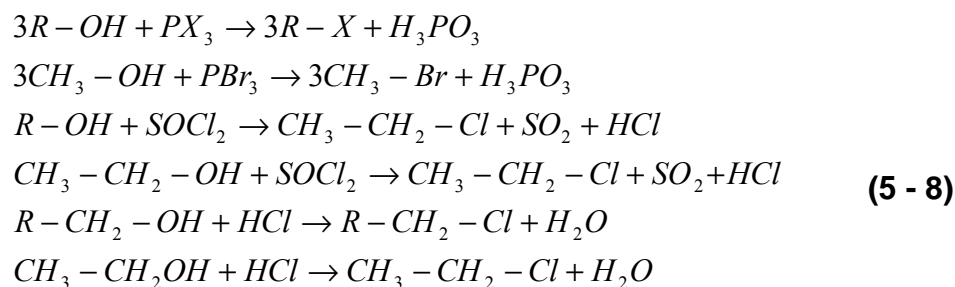 3R − OH + PX₃ → 3R − X + H₃PO₃
3CH₃ − OH + PBr₃ → 3CH₃ − Br + H₃PO₃
R − OH + SOCl₂ → CH₃ − CH₂ − Cl + SO₂ + HCl
CH₃ − CH₂ − OH + SOCl₂ → CH₃ − CH₂ − Cl + SO₂+HCl
(5 - 8)
R − CH₂ − OH + HCl → R − CH₂ − Cl + H₂O
CH₃ − CH₂OH + HCl → CH₃ − CH₂ − Cl + H₂O